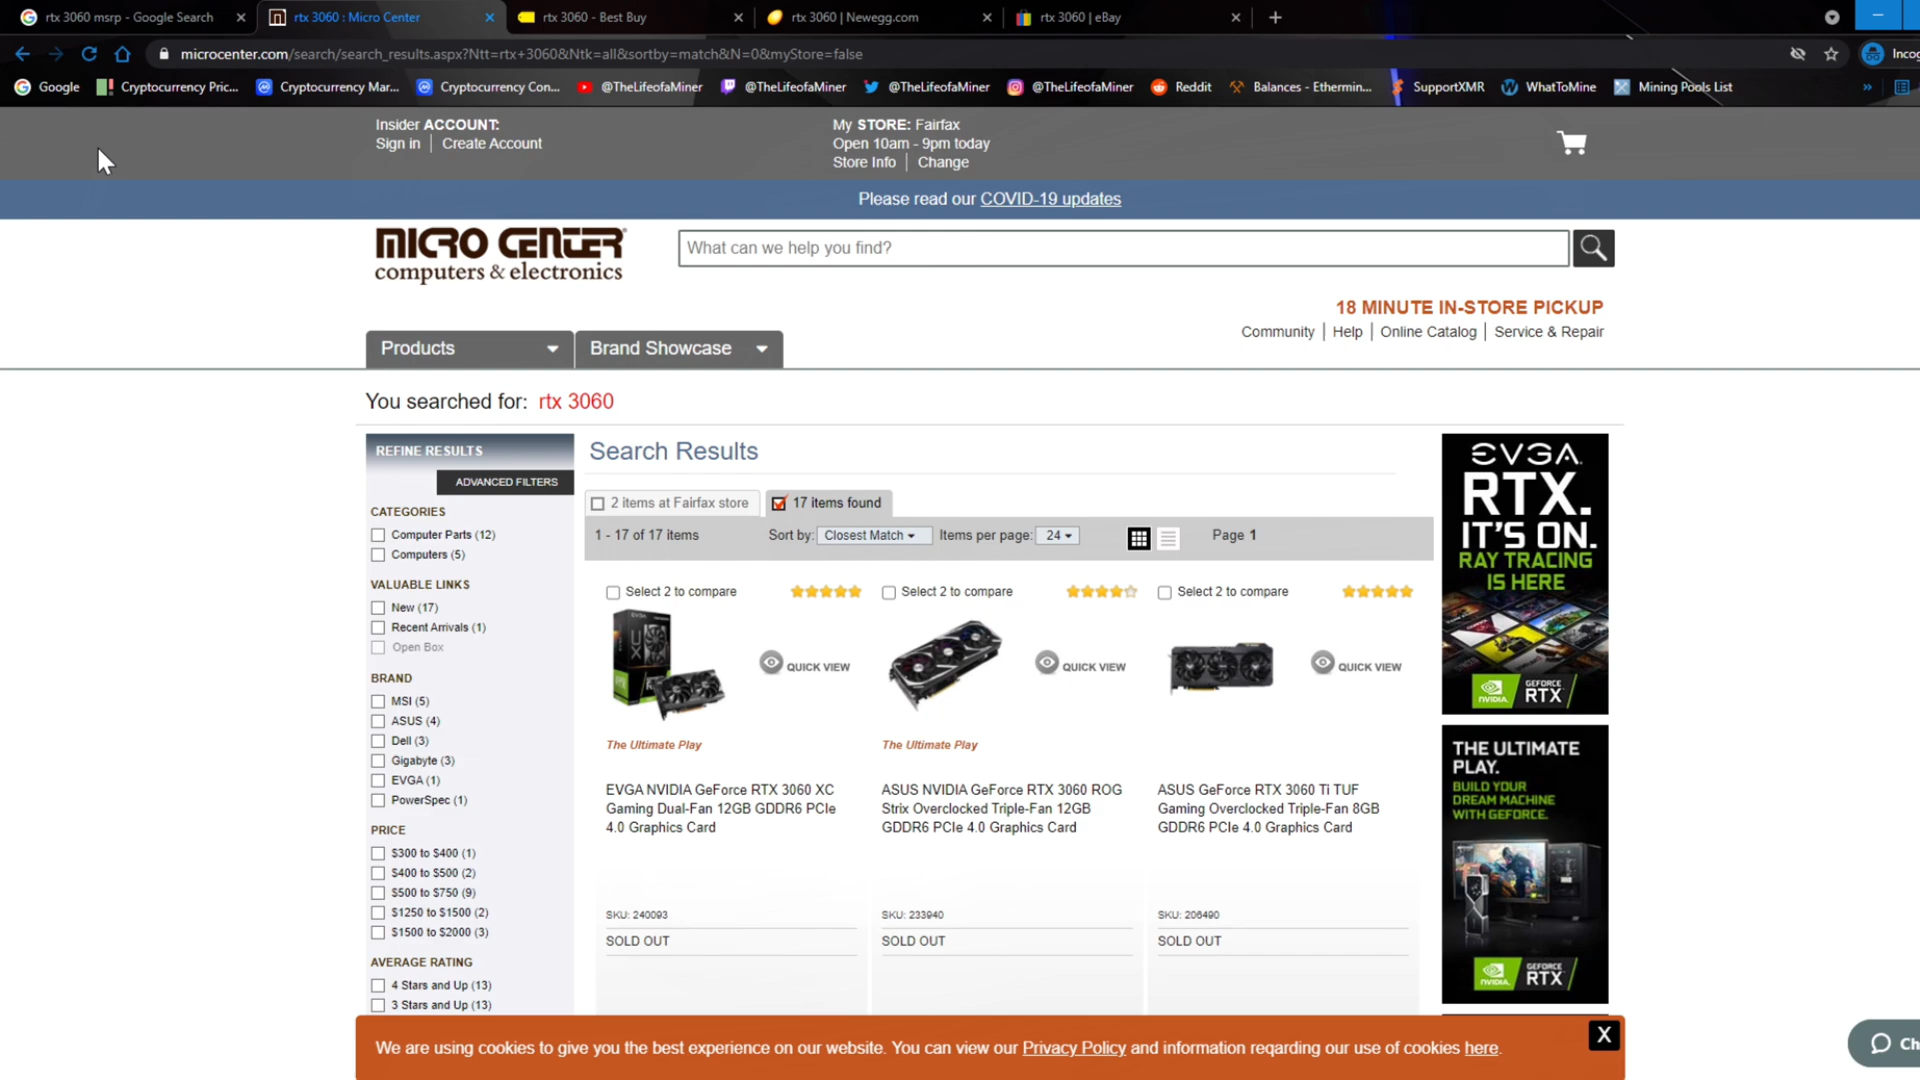 rtx 3060 msrp - Google Search
rtx 3060 : Micro Center
rtx 3060 - Best Buy
rtx 3060 | Newegg.com
rtx 3060 | eBay
microcenter.com/search/search_results.aspx?Ntt=rtx+3060&Ntk=all&sortby=match&N=0&myStore=false
Incog
Google
Cryptocurrency Pric...
Cryptocurrency Mar...
Cryptocurrency Con...
@TheLifeofaMiner
@TheLifeofaMiner
@TheLifeofaMiner
@TheLifeofaMiner
Reddit
Balances - Ethermin...
SupportXMR
WhatToMine
Mining Pools List
Insider ACCOUNT:
Sign in | Create Account
My STORE: Fairfax
Open 10am - 9pm today
Store Info | Change
Please read our COVID-19 updates
MICRO CENTER
computers & electronics
What can we help you find?
18 MINUTE IN-STORE PICKUP
Community | Help | Online Catalog | Service & Repair
Products
Brand Showcase
You searched for: rtx 3060
REFINE RESULTS
ADVANCED FILTERS
CATEGORIES
Computer Parts (12)
Computers (5)
VALUABLE LINKS
New (17)
Recent Arrivals (1)
Open Box
BRAND
MSI (5)
ASUS (4)
Dell (3)
Gigabyte (3)
EVGA (1)
PowerSpec (1)
PRICE
$300 to $400 (1)
$400 to $500 (2)
$500 to $750 (9)
$1250 to $1500 (2)
$1500 to $2000 (3)
AVERAGE RATING
4 Stars and Up (13)
3 Stars and Up (13)
Search Results
2 items at Fairfax store
17 items found
1 - 17 of 17 items
Sort by: Closest Match
Items per page: 24
Page 1
Select 2 to compare
QUICK VIEW
The Ultimate Play
EVGA NVIDIA GeForce RTX 3060 XC
Gaming Dual-Fan 12GB GDDR6 PCIe
4.0 Graphics Card
SKU: 240093
SOLD OUT
Select 2 to compare
QUICK VIEW
The Ultimate Play
ASUS NVIDIA GeForce RTX 3060 ROG
Strix Overclocked Triple-Fan 12GB
GDDR6 PCIe 4.0 Graphics Card
SKU: 233940
SOLD OUT
Select 2 to compare
QUICK VIEW
ASUS GeForce RTX 3060 Ti TUF
Gaming Overclocked Triple-Fan 8GB
GDDR6 PCIe 4.0 Graphics Card
SKU: 206490
SOLD OUT
EVGA.
RTX.
IT'S ON.
RAY TRACING
IS HERE
NVIDIA.
GEFORCE
RTX
THE ULTIMATE
PLAY.
BUILD YOUR
DREAM MACHINE
WITH GEFORCE.
NVIDIA.
GEFORCE
RTX
We are using cookies to give you the best experience on our website. You can view our Privacy Policy and information regarding our use of cookies here.
X
Ch